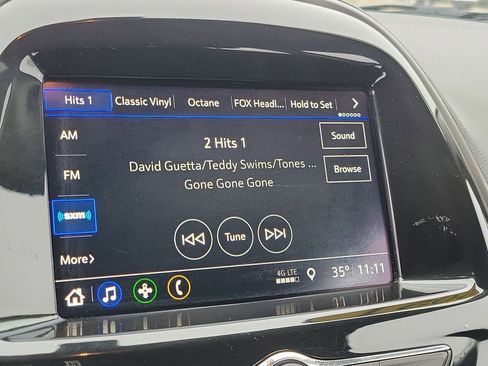 Hits 1 Classic Vinyl Octane FOX Headl... Hold to Set
AM
2 Hits 1
Sound
David Guetta/Teddy Swims/Tones ...
Browse
FM
Gone Gone Gone
sxm
Tune
More
4G LTE
35° 11:11